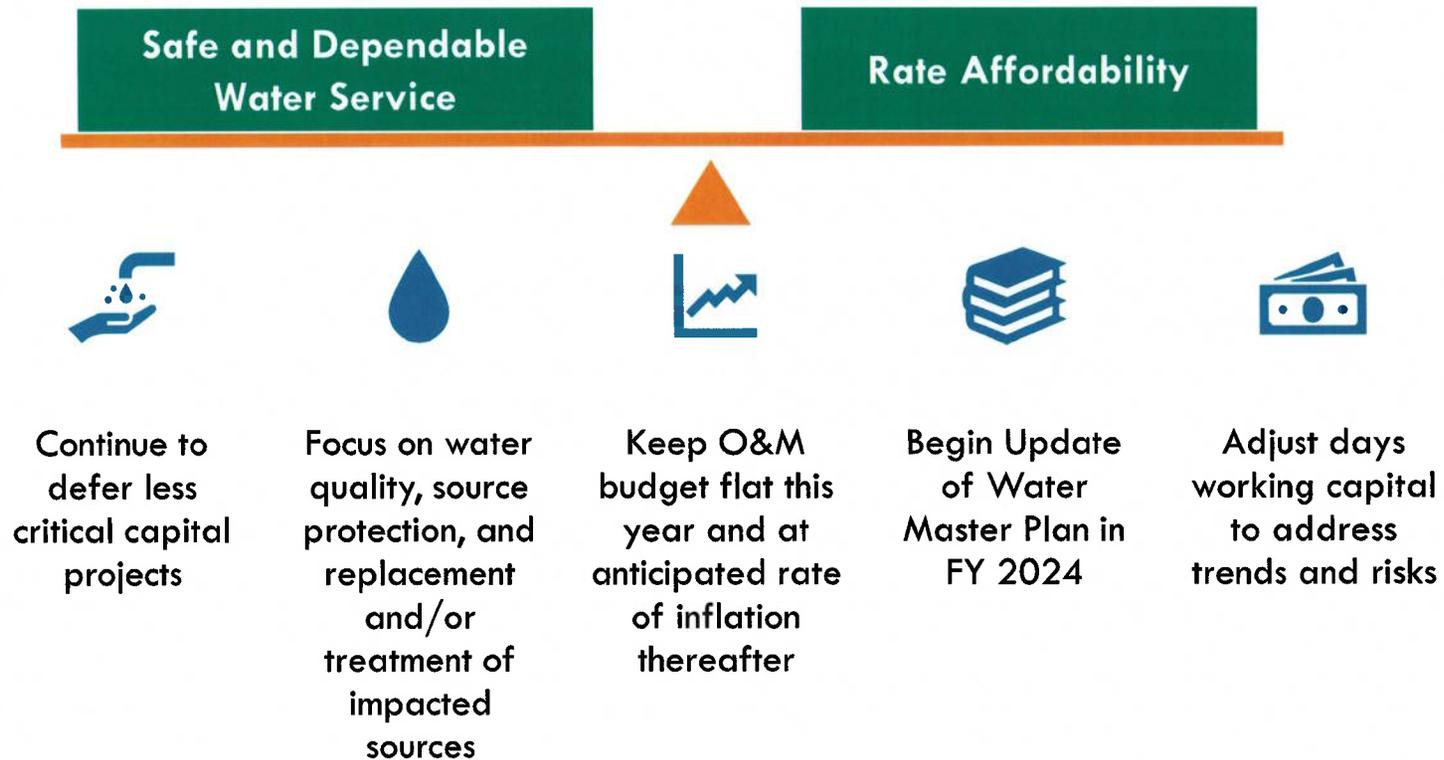 Safe and Dependable
Water Service
Rate Affordability
Continue to
defer less
critical capital
projects
Focus on water
quality, source
protection, and
replacement
and/or
treatment of
impacted
sources
Keep O&M
budget flat this
year and at
anticipated rate
of inflation
thereafter
Begin Update
of Water
Master Plan in
FY 2024
Adjust days
working capital
to address
trends and risks